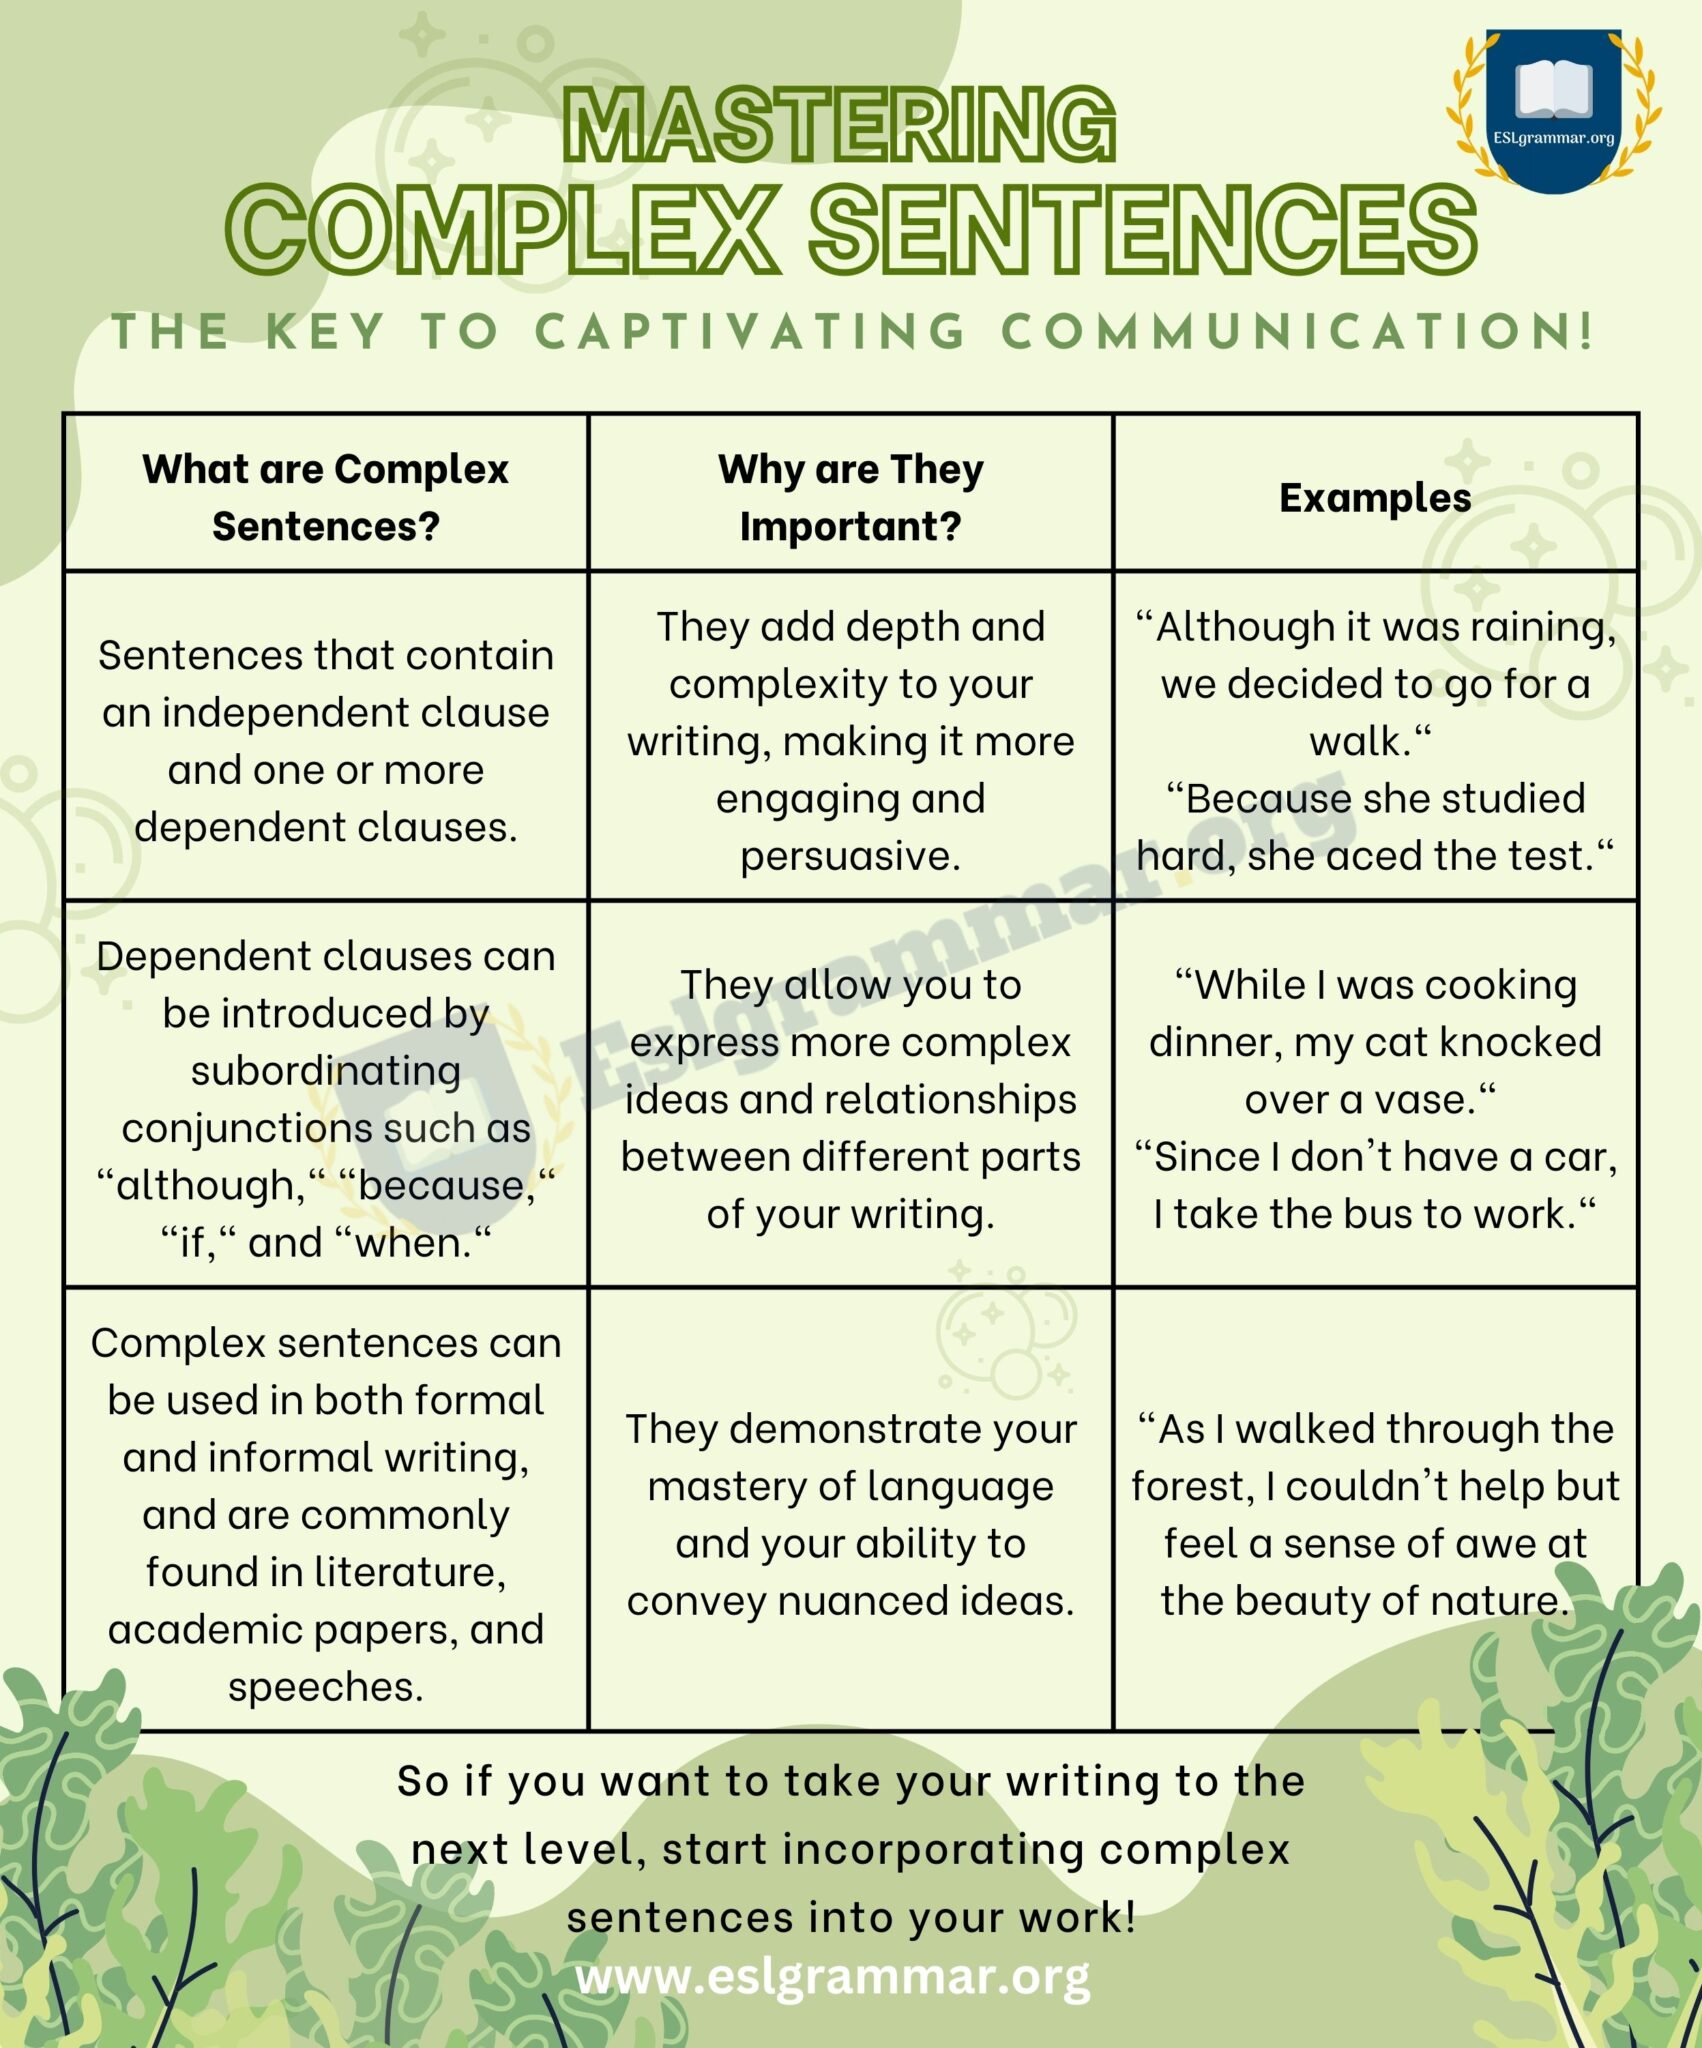 ESLgrammar.org
MASTERING
COMPLEX SENTENCES
THE KEY TO CAPTIVATING COMMUNICATION!
What are Complex
Sentences?
Why are They
Important?
Examples
Sentences that contain
an independent clause
and one or more
dependent clauses.
They add depth and
complexity to your
writing, making it more
engaging and
persuasive.
“Although it was raining,
we decided to go for a
walk.“
“Because she studied
hard, she aced the test.“
Dependent clauses can
be introduced by
subordinating
conjunctions such as
“although,“ “because,“
“if,“ and “when.“
They allow you to
express more complex
ideas and relationships
between different parts
of your writing.
“While I was cooking
dinner, my cat knocked
over a vase.“
“Since I don’t have a car,
I take the bus to work.“
Eslgrammar.org
Complex sentences can
be used in both formal
and informal writing,
and are commonly
found in literature,
academic papers, and
speeches.
They demonstrate your
mastery of language
and your ability to
convey nuanced ideas.
“As I walked through the
forest, I couldn’t help but
feel a sense of awe at
the beauty of nature.
So if you want to take your writing to the
next level, start incorporating complex
sentences into your work!
www.eslgrammar.org